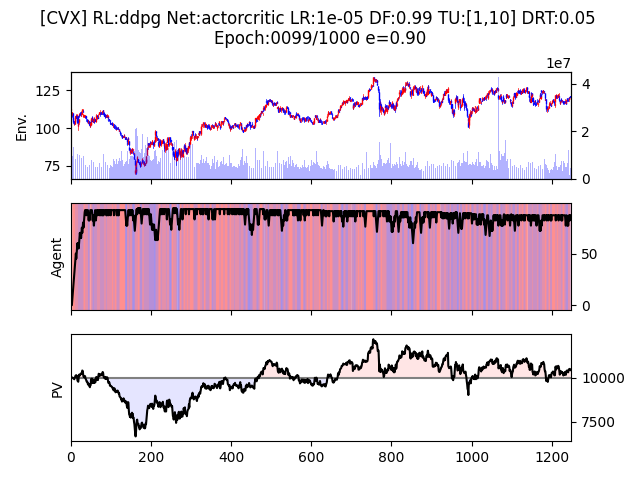 [CVX] RL:ddpg Net:actorcritic LR:1e-05 DF:0.99 TU:[1,10] DRT:0.05
Epoch:0099/1000 e=0.90
1e7
125
100
75
Env.
4
2
0
Agent
50
0
PV
10000
7500
0 200 400 600 800 1000 1200